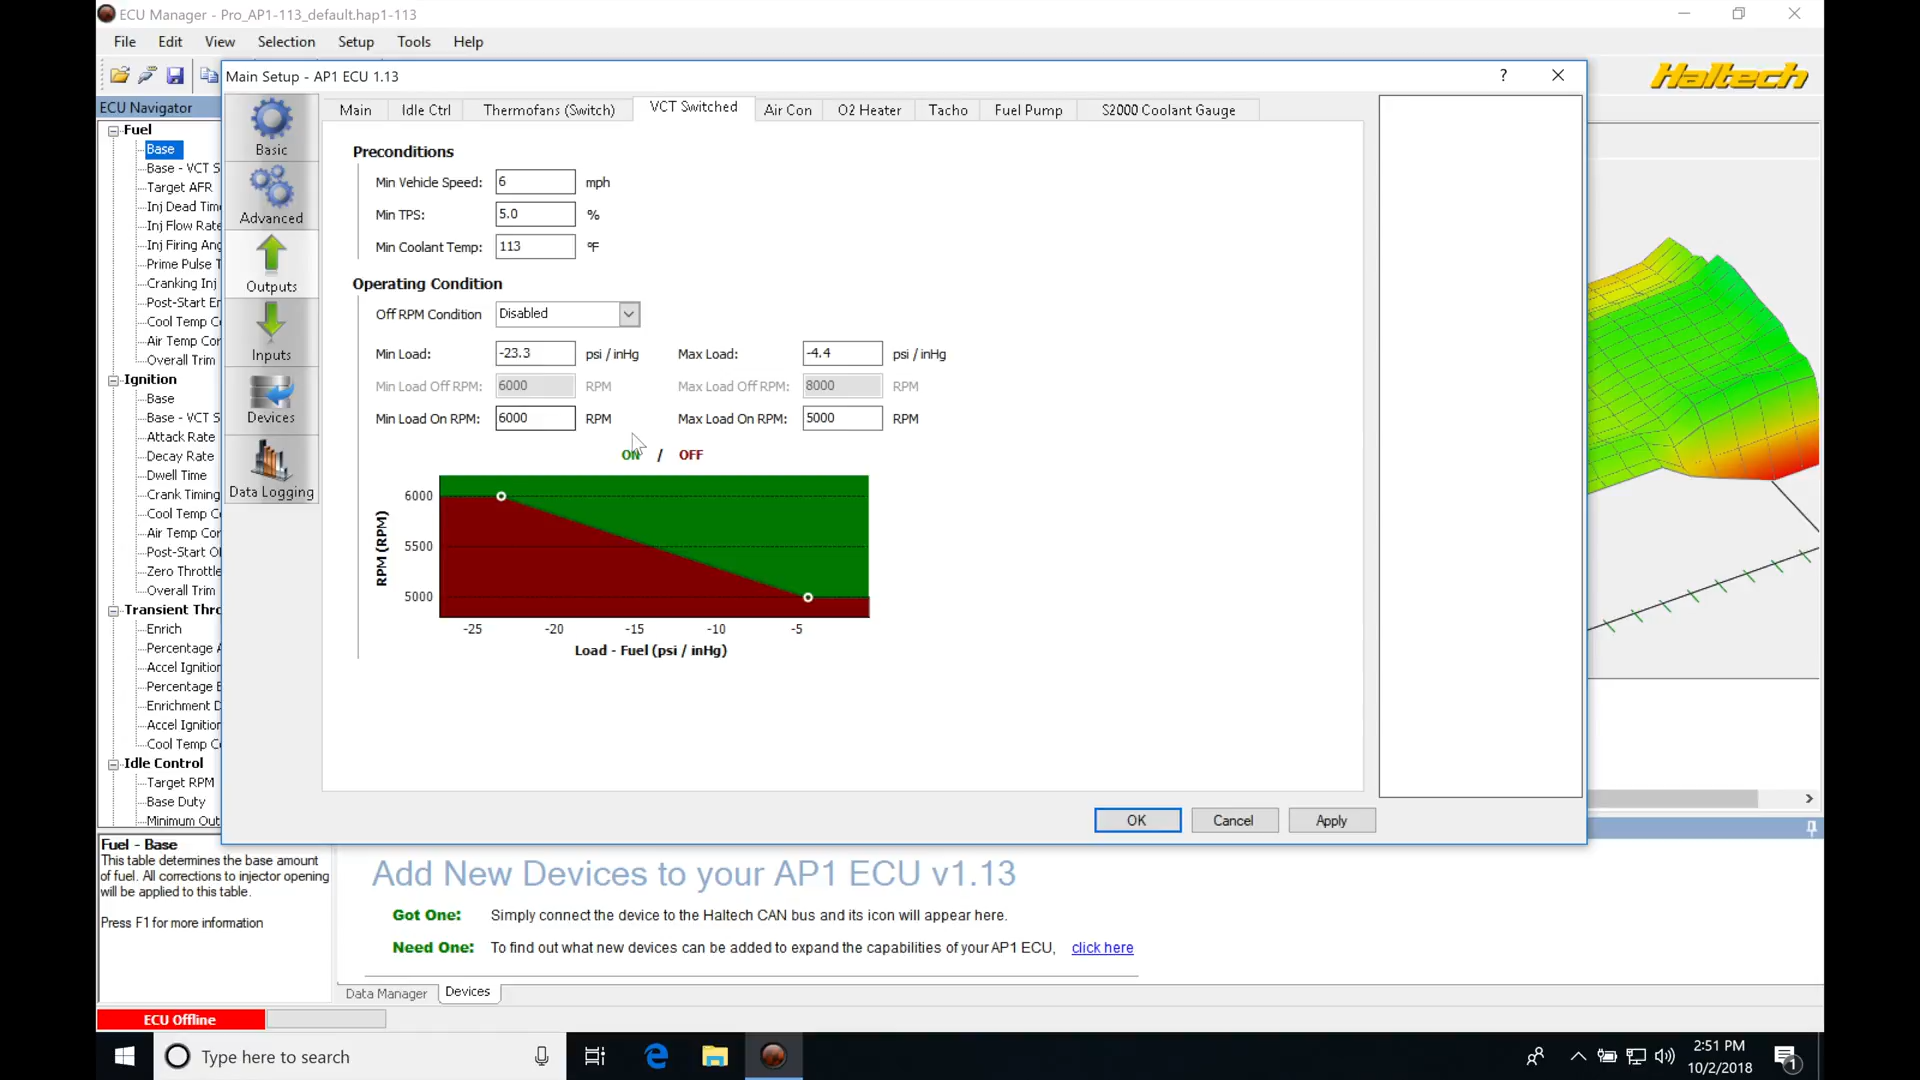 ECU Manager - Pro_AP1-113_default.hap1-113
File Edit View Selection Setup Tools Help
Haltech
ECU Navigator
Fuel
Base
Base - VCT S
Target AFR
Inj Dead Time
Inj Flow Rate
Inj Firing Ang
Prime Pulse T
Cranking Inj
Post-Start En
Cool Temp Co
Air Temp Cor
Overall Trim
Ignition
Base
Base - VCT S
Attack Rate
Decay Rate
Dwell Time
Crank Timing
Cool Temp C
Air Temp Cor
Post-Start Of
Zero Throttle
Overall Trim
Transient Thro
Enrich
Percentage A
Accel Ignition
Percentage E
Enrichment D
Accel Ignition
Cool Temp Co
Idle Control
Target RPM
Base Duty
Minimum Out
Main Setup - AP1 ECU 1.13
?
Basic
Advanced
Outputs
Inputs
Devices
Data Logging
Main Idle Ctrl Thermofans (Switch) VCT Switched Air Con O2 Heater Tacho Fuel Pump S2000 Coolant Gauge
Preconditions
Min Vehicle Speed: 6 mph
Min TPS: 5.0 %
Min Coolant Temp: 113 °F
Operating Condition
Off RPM Condition Disabled
Min Load: -23.3 psi / inHg Max Load: -4.4 psi / inHg
Min Load Off RPM: 6000 RPM Max Load Off RPM: 8000 RPM
Min Load On RPM: 6000 RPM Max Load On RPM: 5000 RPM
ON / OFF
6000
5500
5000
RPM (RPM)
-25 -20 -15 -10 -5
Load - Fuel (psi / inHg)
OK Cancel Apply
Fuel - Base
This table determines the base amount
of fuel. All corrections to injector opening
will be applied to this table.
Press F1 for more information
Add New Devices to your AP1 ECU v1.13
Got One: Simply connect the device to the Haltech CAN bus and its icon will appear here.
Need One: To find out what new devices can be added to expand the capabilities of your AP1 ECU, click here
Data Manager Devices
ECU Offline
Type here to search
2:51 PM
10/2/2018
1